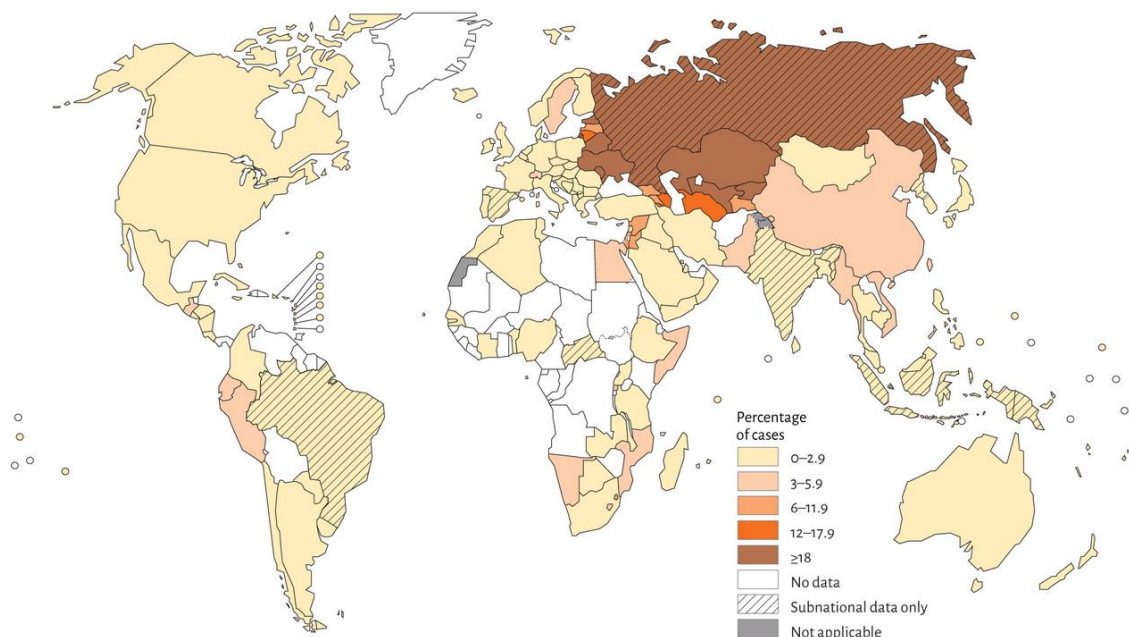 Percentage
of cases
0–2.9
3–5.9
6–11.9
12–17.9
≥18
No data
Subnational data only
Not applicable